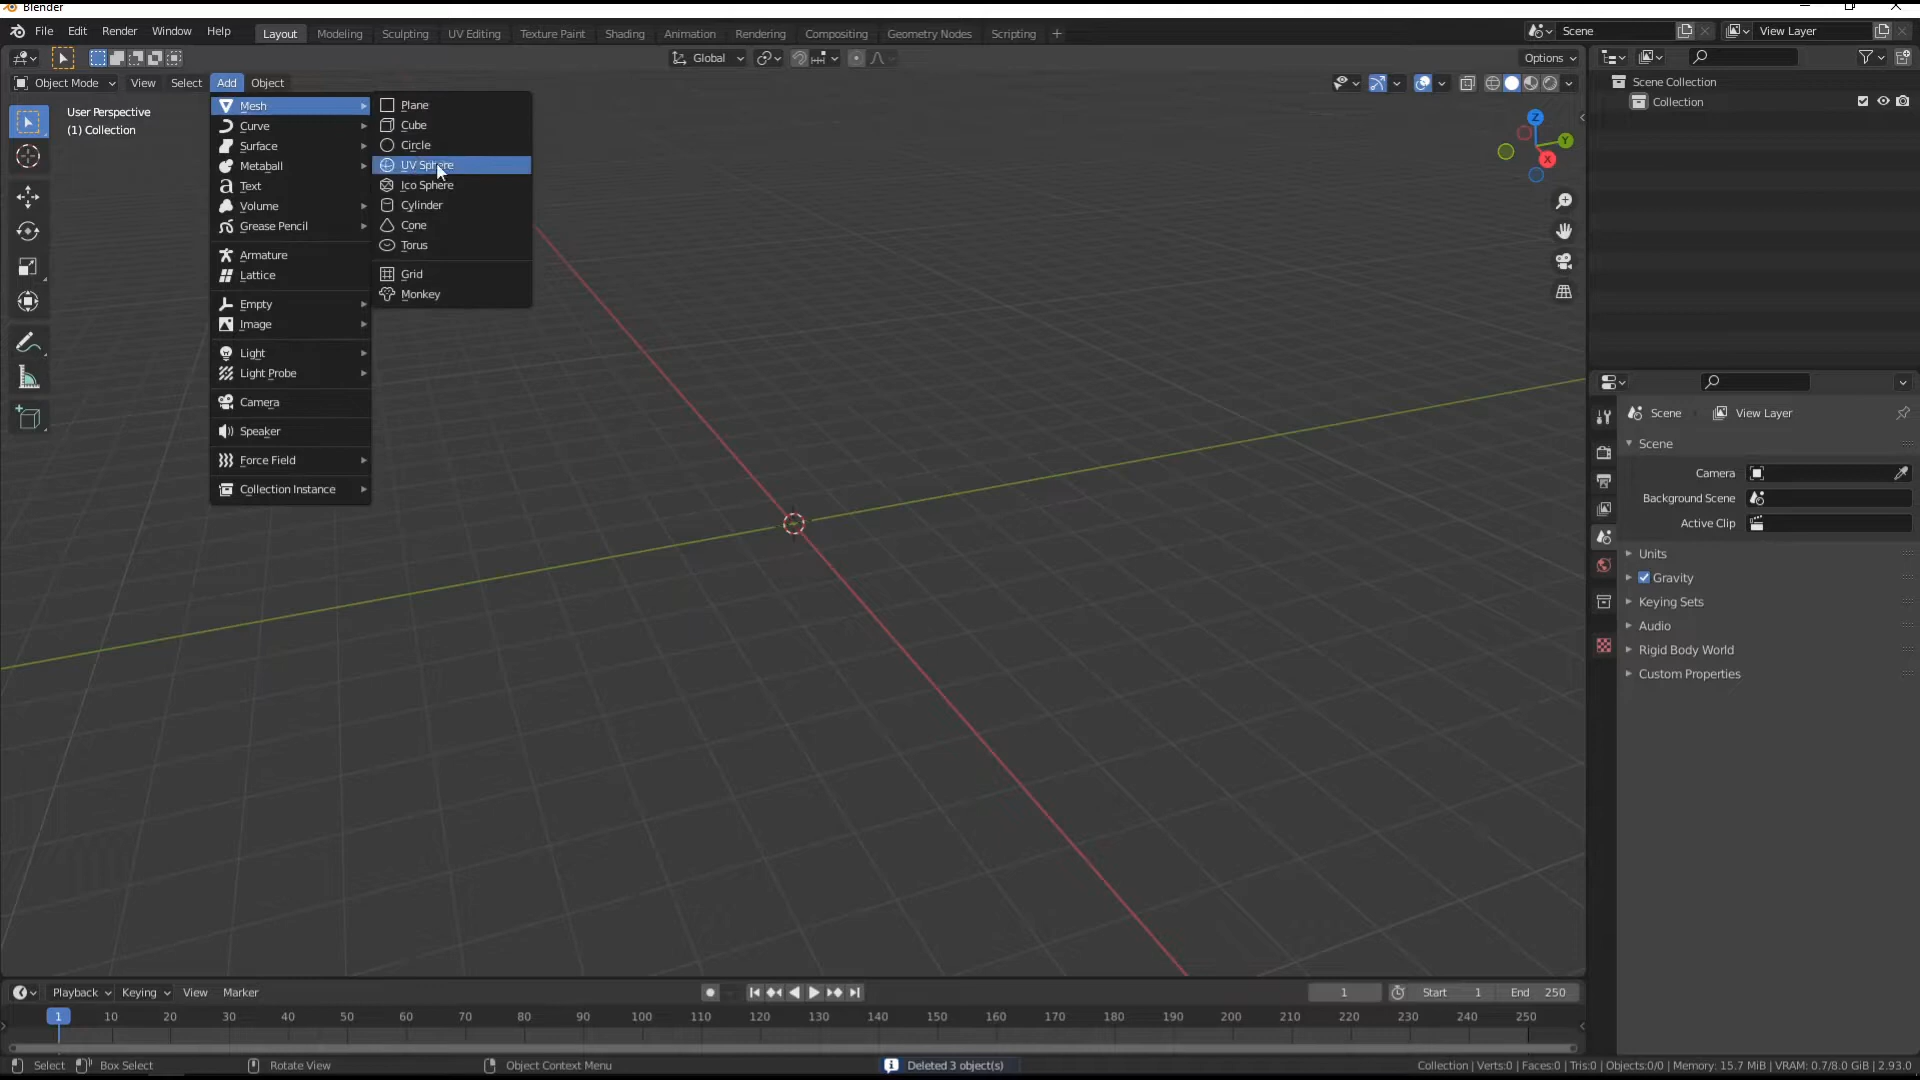 Blender
File Edit Render Window Help
Layout Modeling Sculpting UV Editing Texture Paint Shading Animation Rendering Compositing Geometry Nodes Scripting +
Scene
View Layer
Global
Options
Object Mode View Select Add Object
User Perspective
(1) Collection
Mesh
Curve
Surface
Metaball
Text
Volume
Grease Pencil
Armature
Lattice
Empty
Image
Light
Light Probe
Camera
Speaker
Force Field
Collection Instance
Plane
Cube
Circle
UV Sphere
Ico Sphere
Cylinder
Cone
Torus
Grid
Monkey
Z
Y
X
Scene Collection
Collection
Scene View Layer
Scene
Camera
Background Scene
Active Clip
Units
Gravity
Keying Sets
Audio
Rigid Body World
Custom Properties
Playback Keying View Marker
1 Start 1 End 250
1 10 20 30 40 50 60 70 80 90 100 110 120 130 140 150 160 170 180 190 200 210 220 230 240 250
Select Box Select Rotate View Object Context Menu
Deleted 3 object(s)
Collection | Verts:0 | Faces:0 | Tris:0 | Objects:0/0 | Memory: 15.7 MiB | VRAM: 0.7/8.0 GiB | 2.93.0